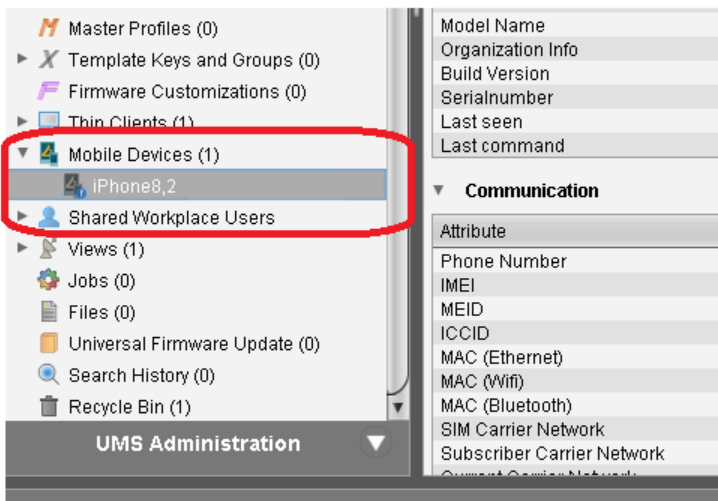 Master Profiles (0)
Template Keys and Groups (0)
Firmware Customizations (0)
Thin Clients (1)
Mobile Devices (1)
iPhone8,2
Shared Workplace Users
Views (1)
Jobs (0)
Files (0)
Universal Firmware Update (0)
Search History (0)
Recycle Bin (1)
UMS Administration
Model Name
Organization Info
Build Version
Serialnumber
Last seen
Last command
Communication
Attribute
Phone Number
IMEI
MEID
ICCID
MAC (Ethernet)
MAC (Wifi)
MAC (Bluetooth)
SIM Carrier Network
Subscriber Carrier Network
Current Carrier Network